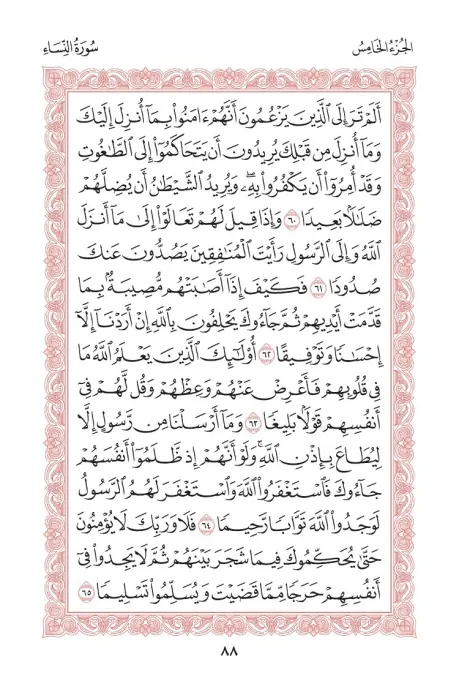 سُورَةُ النِّسَاءِ
الجُزْءُ الخَامِسُ
أَلَمْ تَرَ إِلَى ٱلَّذِينَ يَزْعُمُونَ أَنَّهُمْ ءَامَنُوا۟ بِمَآ أُنزِلَ إِلَيْكَ
وَمَآ أُنزِلَ مِن قَبْلِكَ يُرِيدُونَ أَن يَتَحَاكَمُوٓا۟ إِلَى ٱلطَّٰغُوتِ
وَقَدْ أُمِرُوٓا۟ أَن يَكْفُرُوا۟ بِهِۦۖ وَيُرِيدُ ٱلشَّيْطَٰنُ أَن يُضِلَّهُمْ
ضَلَٰلَۢا بَعِيدًا ٦٠ وَإِذَا قِيلَ لَهُمْ تَعَالَوْا۟ إِلَىٰ مَآ أَنزَلَ
ٱللَّهُ وَإِلَى ٱلرَّسُولِ رَأَيْتَ ٱلْمُنَٰفِقِينَ يَصُدُّونَ عَنكَ
صُدُودًا ٦١ فَكَيْفَ إِذَآ أَصَٰبَتْهُم مُّصِيبَةٌۢ بِمَا
قَدَّمَتْ أَيْدِيهِمْ ثُمَّ جَآءُوكَ يَحْلِفُونَ بِٱللَّهِ إِنْ أَرَدْنَآ إِلَّآ
إِحْسَٰنًا وَتَوْفِيقًا ٦٢ أُو۟لَٰٓئِكَ ٱلَّذِينَ يَعْلَمُ ٱللَّهُ مَا
فِى قُلُوبِهِمْ فَأَعْرِضْ عَنْهُمْ وَعِظْهُمْ وَقُل لَّهُمْ فِىٓ
أَنفُسِهِمْ قَوْلَۢا بَلِيغًا ٦٣ وَمَآ أَرْسَلْنَا مِن رَّسُولٍ إِلَّا
لِيُطَاعَ بِإِذْنِ ٱللَّهِۚ وَلَوْ أَنَّهُمْ إِذ ظَّلَمُوٓا۟ أَنفُسَهُمْ
جَآءُوكَ فَٱسْتَغْفَرُوا۟ ٱللَّهَ وَٱسْتَغْفَرَ لَهُمُ ٱلرَّسُولُ
لَوَجَدُوا۟ ٱللَّهَ تَوَّابًا رَّحِيمًا ٦٤ فَلَا وَرَبِّكَ لَا يُؤْمِنُونَ
حَتَّىٰ يُحَكِّمُوكَ فِيمَا شَجَرَ بَيْنَهُمْ ثُمَّ لَا يَجِدُوا۟ فِىٓ
أَنفُسِهِمْ حَرَجًا مِّمَّا قَضَيْتَ وَيُسَلِّمُوا۟ تَسْلِيمًا ٦٥
٨٨